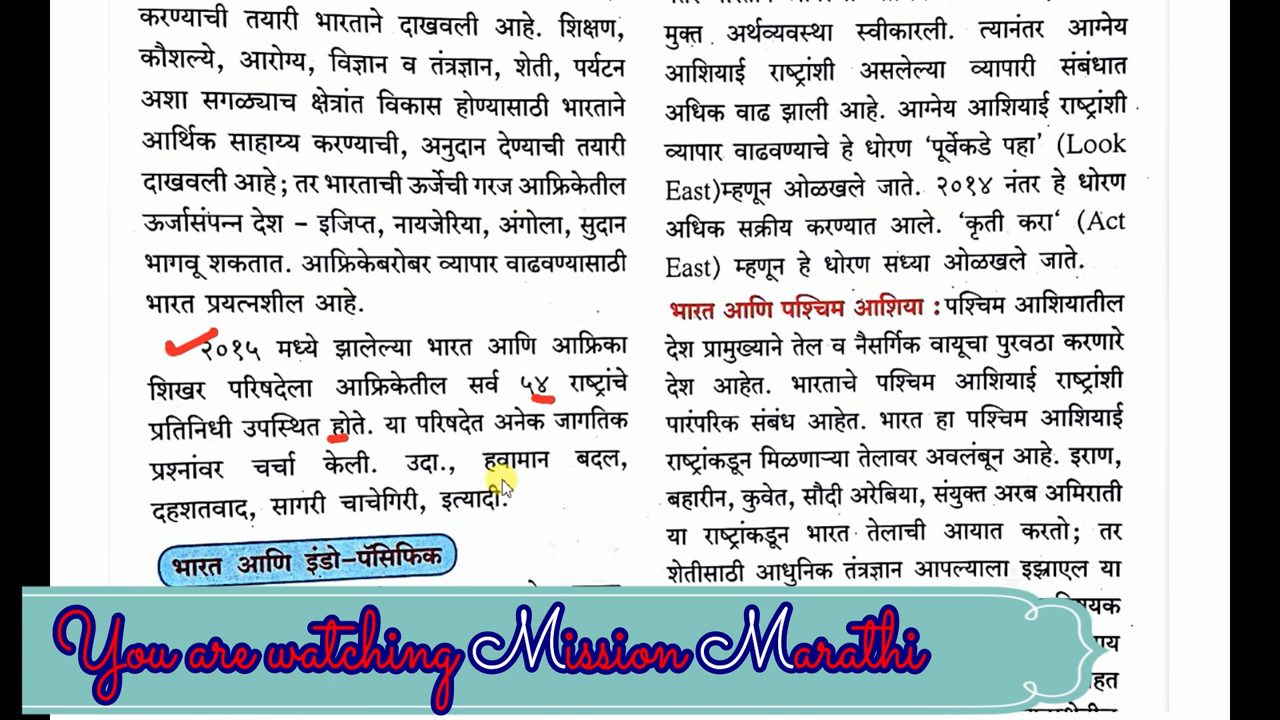 करण्याची तयारी भारताने दाखवली आहे. शिक्षण,
कौशल्ये, आरोग्य, विज्ञान व तंत्रज्ञान, शेती, पर्यटन
अशा सगळ्याच क्षेत्रांत विकास होण्यासाठी भारताने
आर्थिक साहाय्य करण्याची, अनुदान देण्याची तयारी
दाखवली आहे; तर भारताची ऊर्जेची गरज आफ्रिकेतील
ऊर्जासंपन्न देश – इजिप्त, नायजेरिया, अंगोला, सुदान
भागवू शकतात. आफ्रिकेबरोबर व्यापार वाढवण्यासाठी
भारत प्रयत्नशील आहे.
२०१५ मध्ये झालेल्या भारत आणि आफ्रिका
शिखर परिषदेला आफ्रिकेतील सर्व ५४ राष्ट्रांचे
प्रतिनिधी उपस्थित होते. या परिषदेत अनेक जागतिक
प्रश्नांवर चर्चा केली. उदा., हवामान बदल,
दहशतवाद, सागरी चाचेगिरी, इत्यादी.
भारत आणि इंडो–पॅसिफिक
मुक्त अर्थव्यवस्था स्वीकारली. त्यानंतर आग्नेय
आशियाई राष्ट्रांशी असलेल्या व्यापारी संबंधात
अधिक वाढ झाली आहे. आग्नेय आशियाई राष्ट्रांशी
व्यापार वाढवण्याचे हे धोरण ‘पूर्वेकडे पहा’ (Look
East)म्हणून ओळखले जाते. २०१४ नंतर हे धोरण
अधिक सक्रीय करण्यात आले. ‘कृती करा‘ (Act
East) म्हणून हे धोरण संध्या ओळखले जाते.
भारत आणि पश्चिम आशिया : पश्चिम आशियातील
देश प्रामुख्याने तेल व नैसर्गिक वायूचा पुरवठा करणारे
देश आहेत. भारताचे पश्चिम आशियाई राष्ट्रांशी
पारंपरिक संबंध आहेत. भारत हा पश्चिम आशियाई
राष्ट्रांकडून मिळणाऱ्या तेलावर अवलंबून आहे. इराण,
बहारीन, कुवेत, सौदी अरेबिया, संयुक्त अरब अमिराती
या राष्ट्रांकडून भारत तेलाची आयात करतो; तर
शेतीसाठी आधुनिक तंत्रज्ञान आपल्याला इझ्राएल या
You are watching Mission Marathi